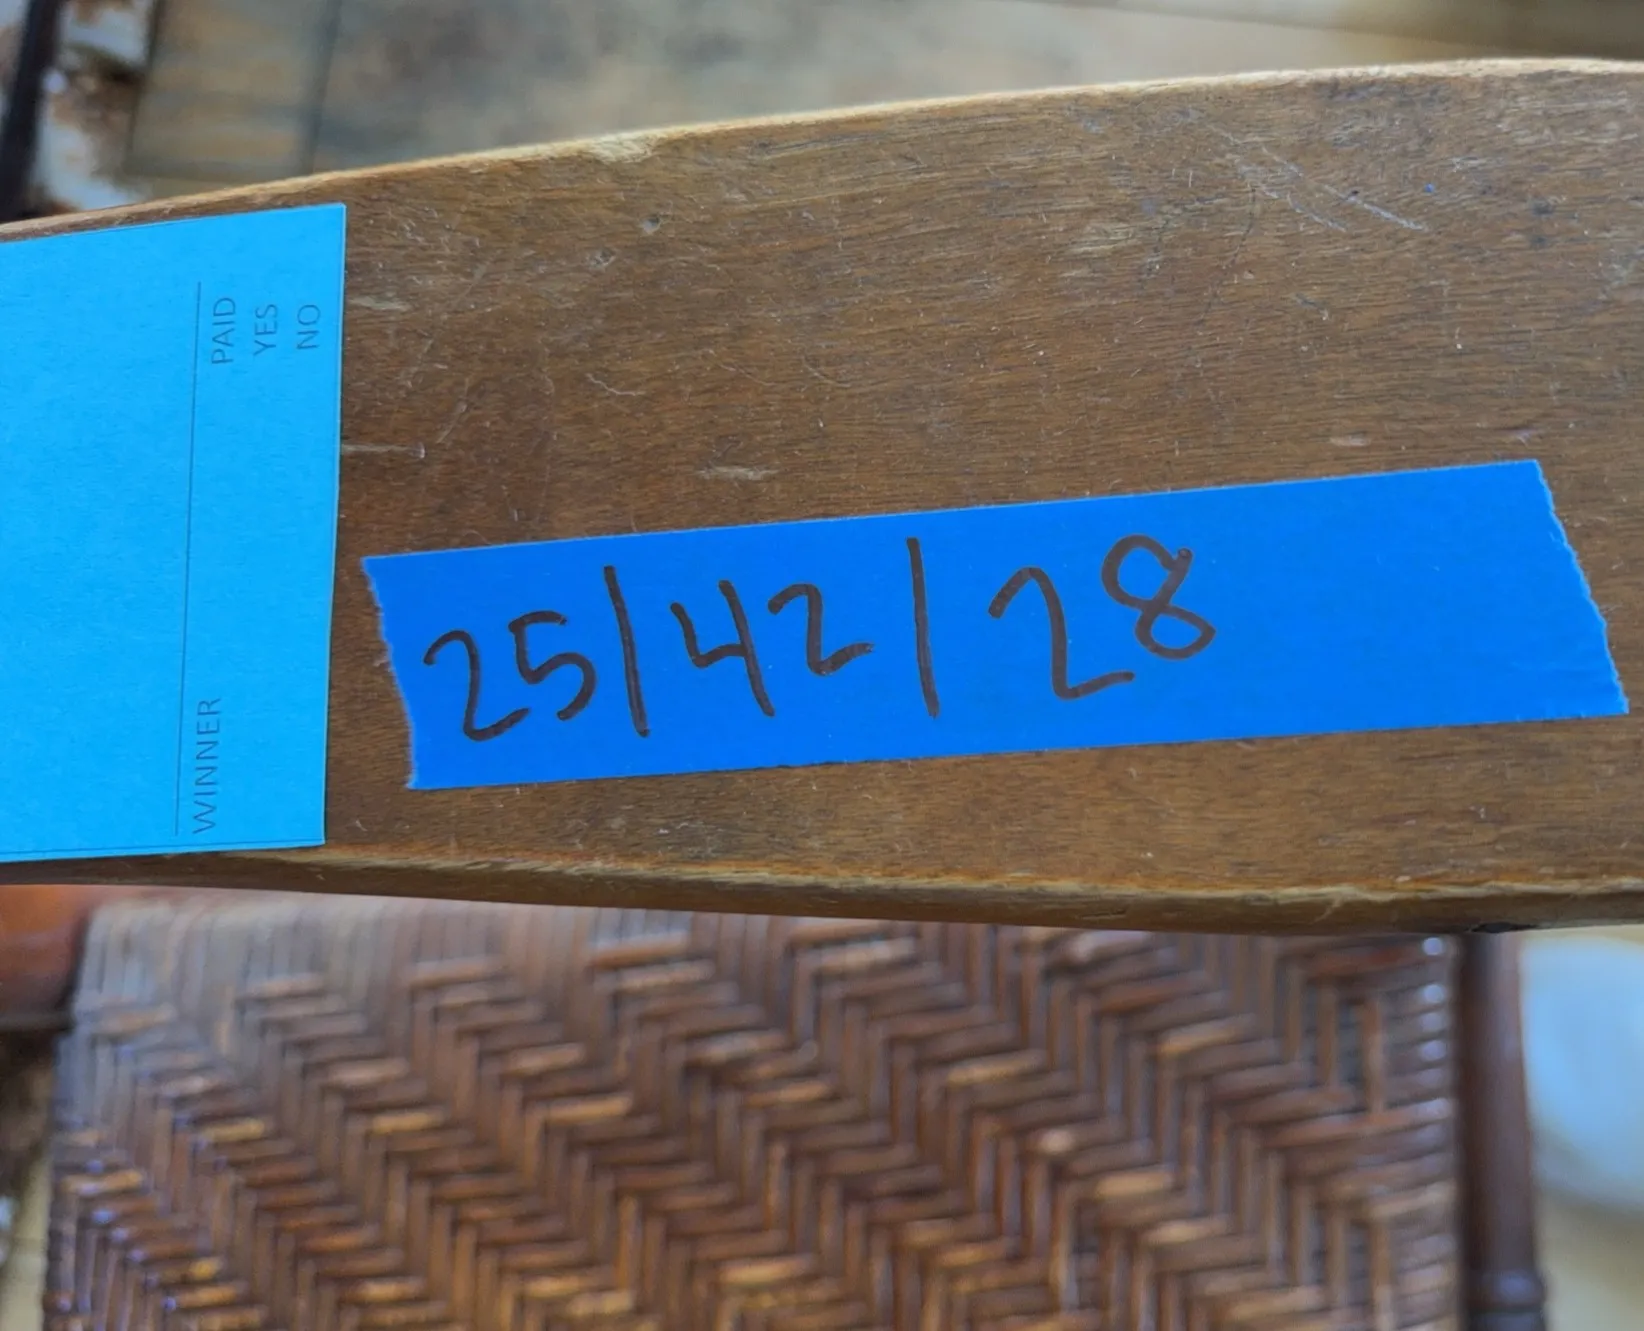 WINNER
PAID
YES
NO
25/42/28